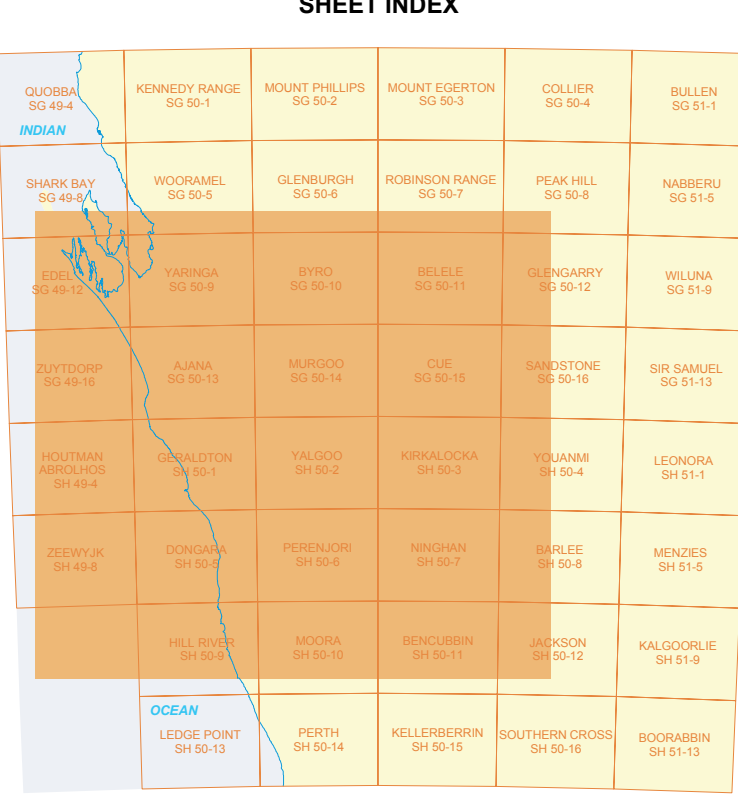 SHEET INDEX
QUOBBA
SG 49-4
KENNEDY RANGE
SG 50-1
MOUNT PHILLIPS
SG 50-2
MOUNT EGERTON
SG 50-3
COLLIER
SG 50-4
BULLEN
SG 51-1
INDIAN
SHARK BAY
SG 49-8
WOORAMEL
SG 50-5
GLENBURGH
SG 50-6
ROBINSON RANGE
SG 50-7
PEAK HILL
SG 50-8
NABBERU
SG 51-5
EDEL
SG 49-12
YARINGA
SG 50-9
BYRO
SG 50-10
BELELE
SG 50-11
GLENGARRY
SG 50-12
WILUNA
SG 51-9
ZUYTDORP
SG 49-16
AJANA
SG 50-13
MURGOO
SG 50-14
CUE
SG 50-15
SANDSTONE
SG 50-16
SIR SAMUEL
SG 51-13
HOUTMAN
ABROLHOS
SH 49-4
GERALDTON
SH 50-1
YALGOO
SH 50-2
KIRKALOCKA
SH 50-3
YOUANMI
SH 50-4
LEONORA
SH 51-1
ZEEWYJK
SH 49-8
DONGARA
SH 50-5
PERENJORI
SH 50-6
NINGHAN
SH 50-7
BARLEE
SH 50-8
MENZIES
SH 51-5
HILL RIVER
SH 50-9
MOORA
SH 50-10
BENCUBBIN
SH 50-11
JACKSON
SH 50-12
KALGOORLIE
SH 51-9
OCEAN
LEDGE POINT
SH 50-13
PERTH
SH 50-14
KELLERBERRIN
SH 50-15
SOUTHERN CROSS
SH 50-16
BOORABBIN
SH 51-13